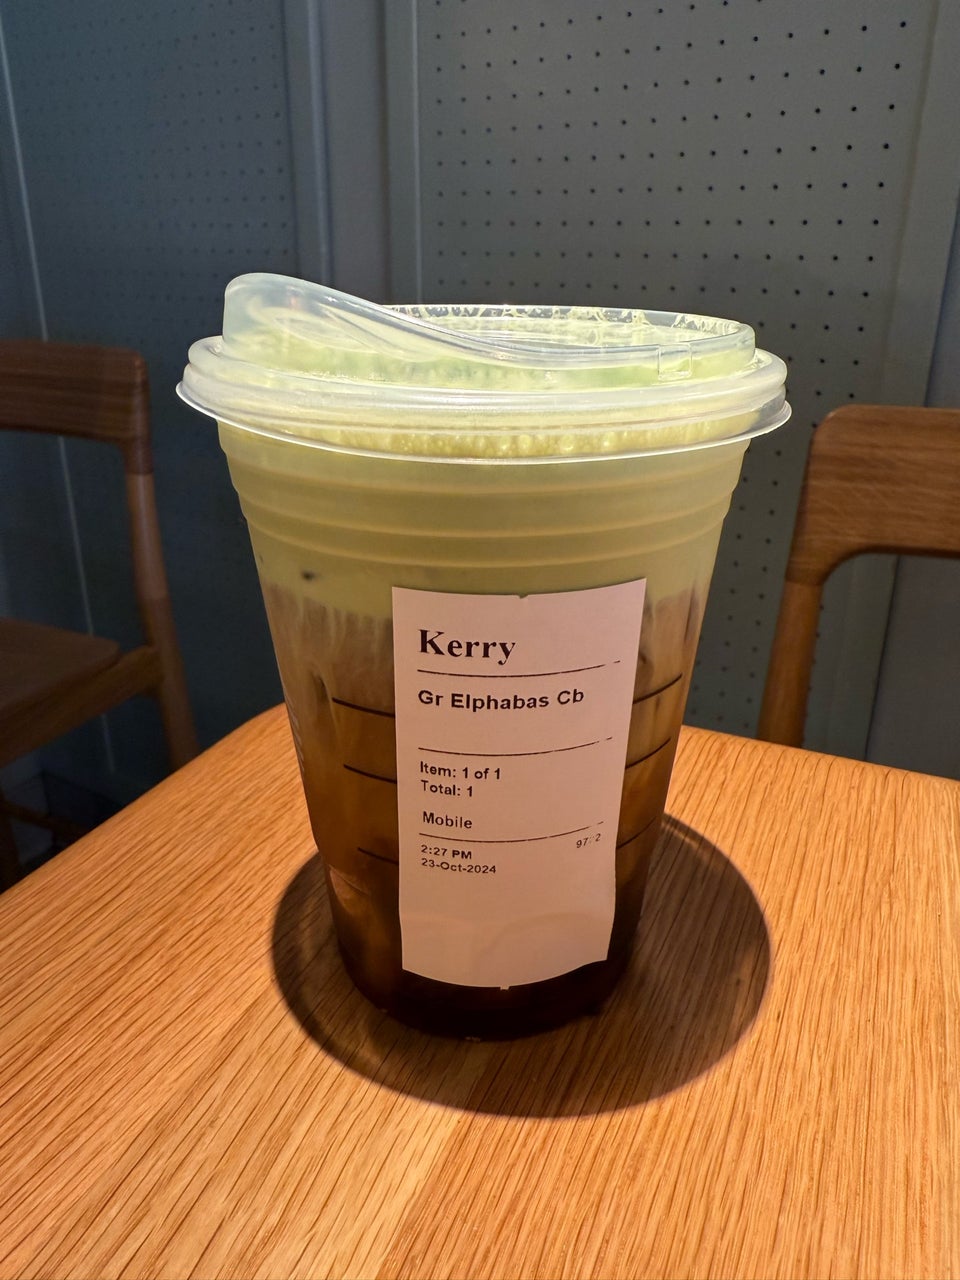 Kerry
Gr Elphabas Cb
Item: 1 of 1
Total: 1
Mobile
2:27 PM
23-Oct-2024